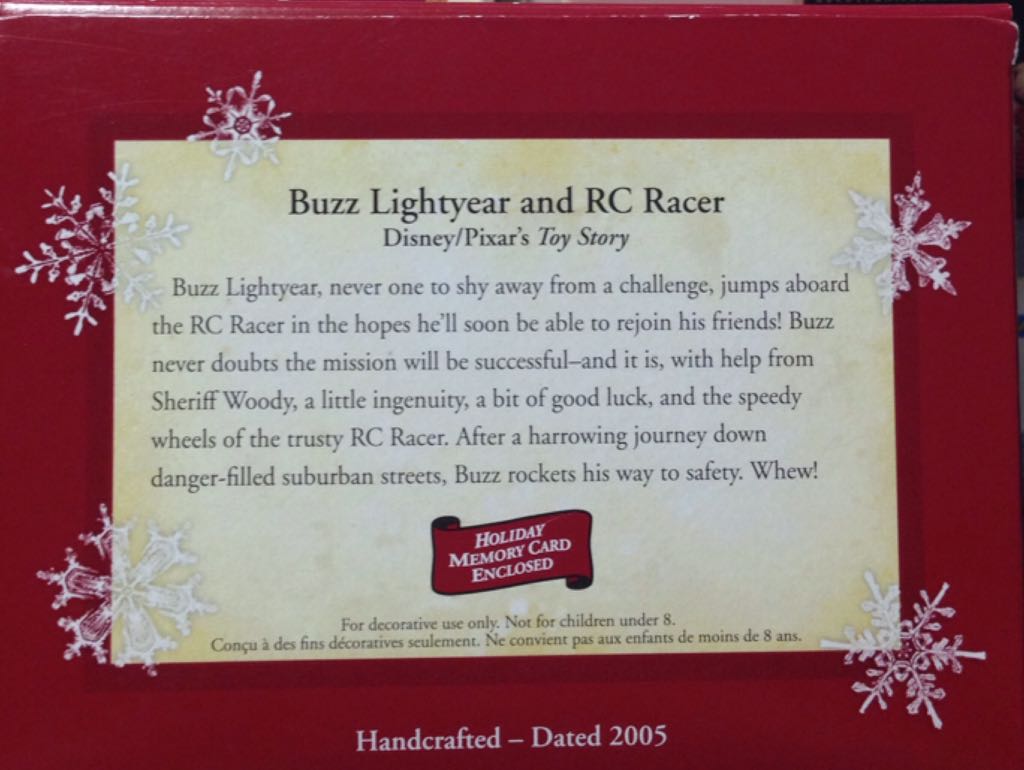 Buzz Lightyear and RC Racer
Disney/Pixar's Toy Story
Buzz Lightyear, never one to shy away from a challenge, jumps aboard
the RC Racer in the hopes he'll soon be able to rejoin his friends! Buzz
never doubts the mission will be successful–and it is, with help from
Sheriff Woody, a little ingenuity, a bit of good luck, and the speedy
wheels of the trusty RC Racer. After a harrowing journey down
danger-filled suburban streets, Buzz rockets his way to safety. Whew!
HOLIDAY
MEMORY CARD
ENCLOSED
For decorative use only. Not for children under 8.
Conçu à des fins décoratives seulement. Ne convient pas aux enfants de moins de 8 ans.
Handcrafted – Dated 2005